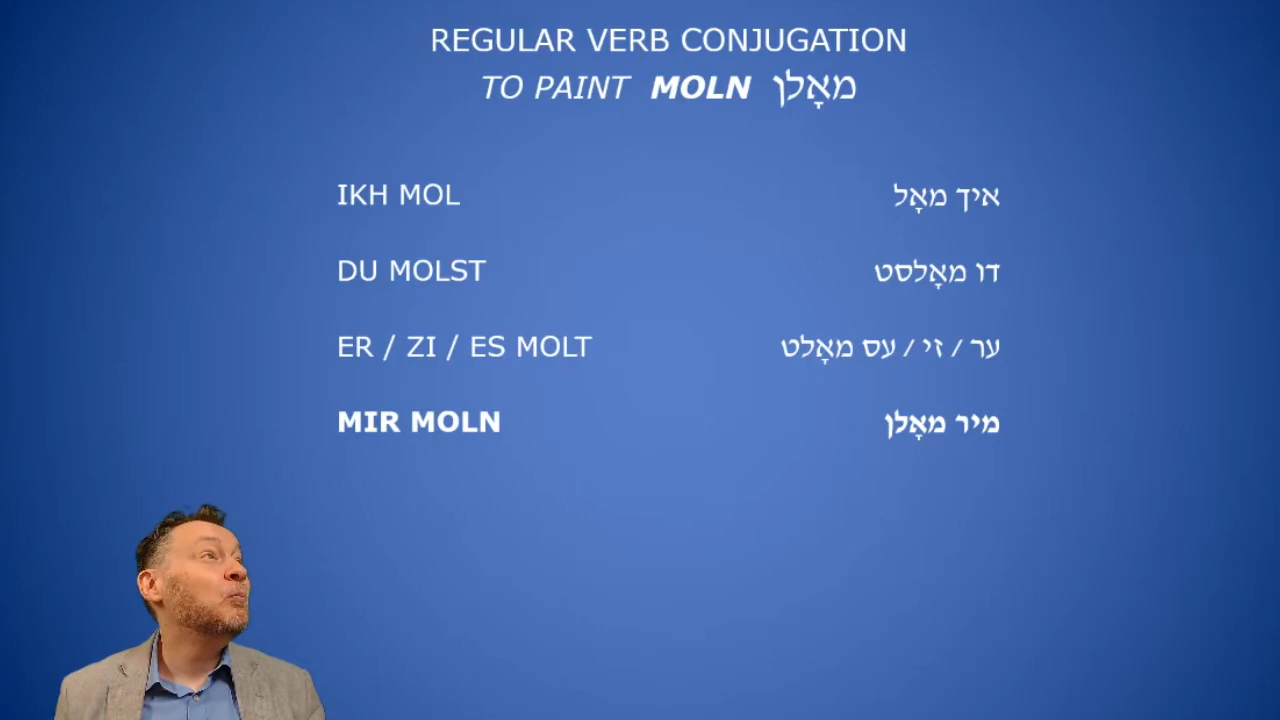 REGULAR VERB CONJUGATION
TO PAINT MOLN מאָלן
IKH MOL איך מאָל
DU MOLST דו מאָלסט
ER / ZI / ES MOLT ער / זי / עס מאָלט
MIR MOLN מיר מאָלן